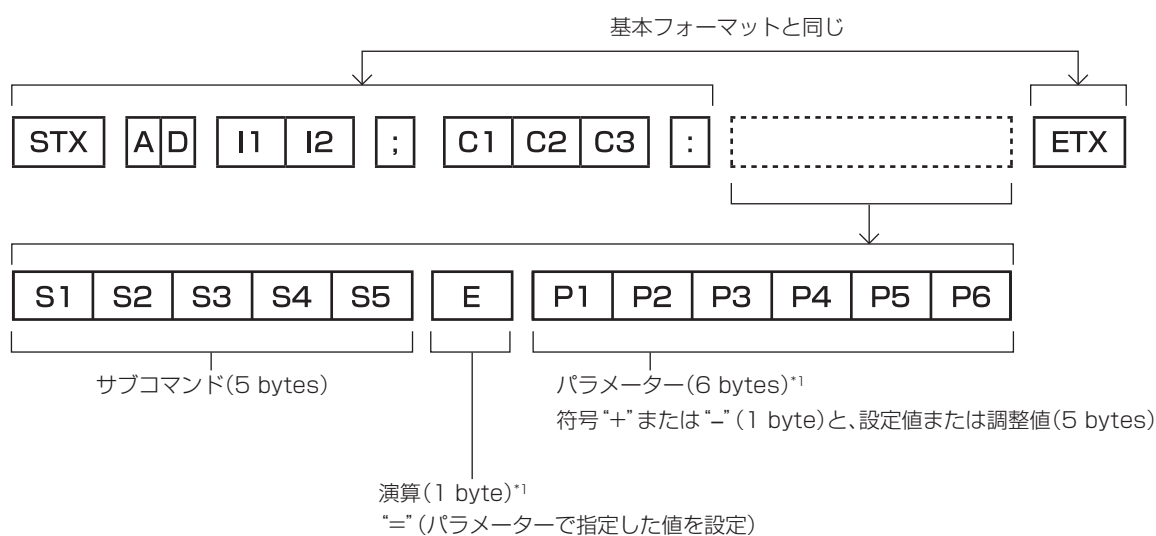 基本フォーマットと同じ
STX A D I1 I2 ; C1 C2 C3 : ETX
S1 S2 S3 S4 S5 E P1 P2 P3 P4 P5 P6
サブコマンド(5 bytes)
パラメーター(6 bytes)*1
符号“+”または“–”(1 byte)と、設定値または調整値(5 bytes)
演算(1 byte)*1
“=”(パラメーターで指定した値を設定)